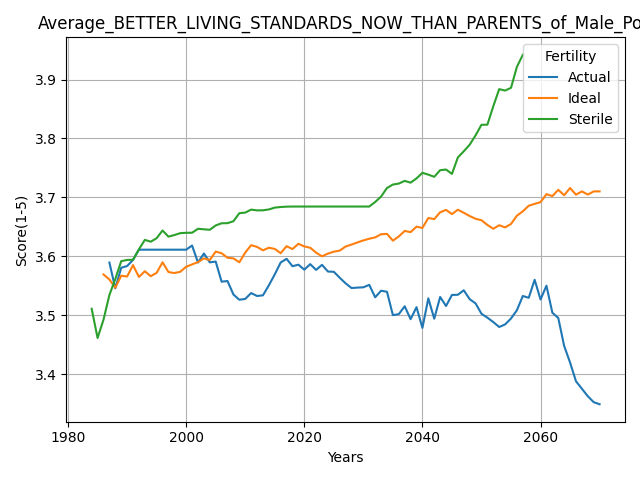 Average_BETTER_LIVING_STANDARDS_NOW_THAN_PARENTS_of_Male_Po
Fertility
Actual
Ideal
Sterile
Score(1-5)
3.9
3.8
3.7
3.6
3.5
3.4
1980 2000 2020 2040 2060
Years